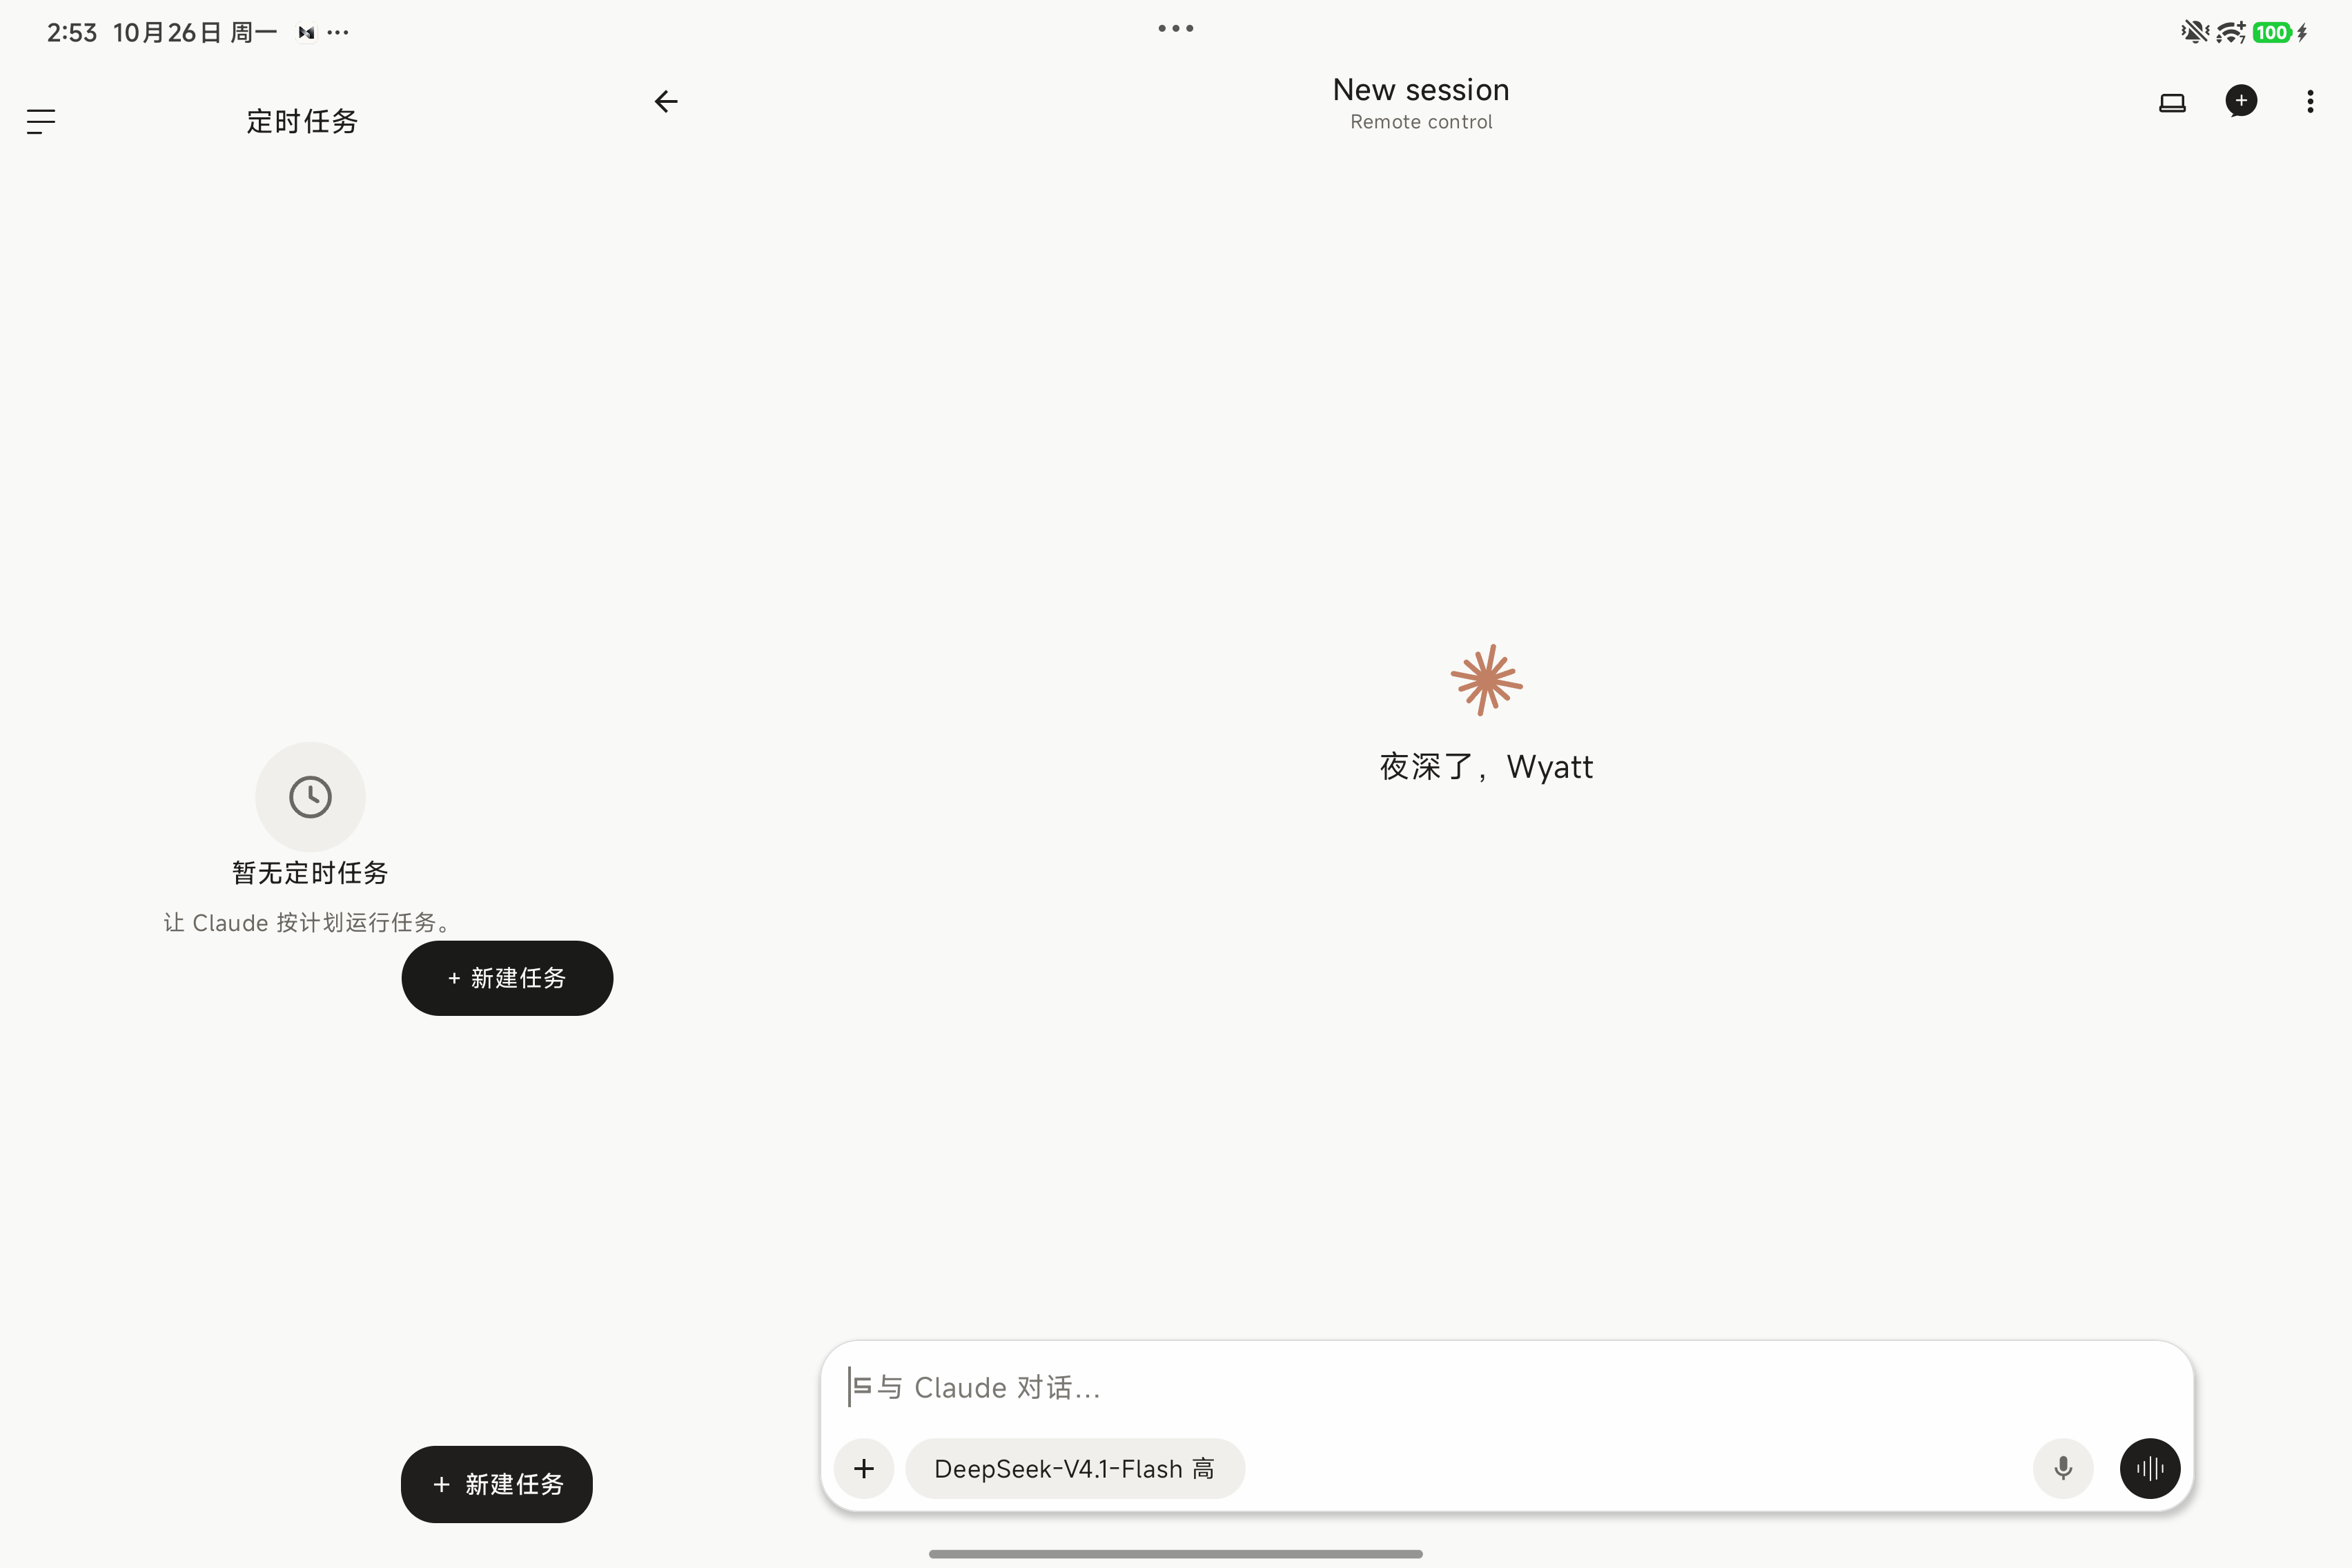 2:53 10月26日 周一
100
定时任务
New session
Remote control
夜深了，Wyatt
暂无定时任务
让 Claude 按计划运行任务。
+ 新建任务
与 Claude 对话...
DeepSeek-V4.1-Flash 高
+ 新建任务